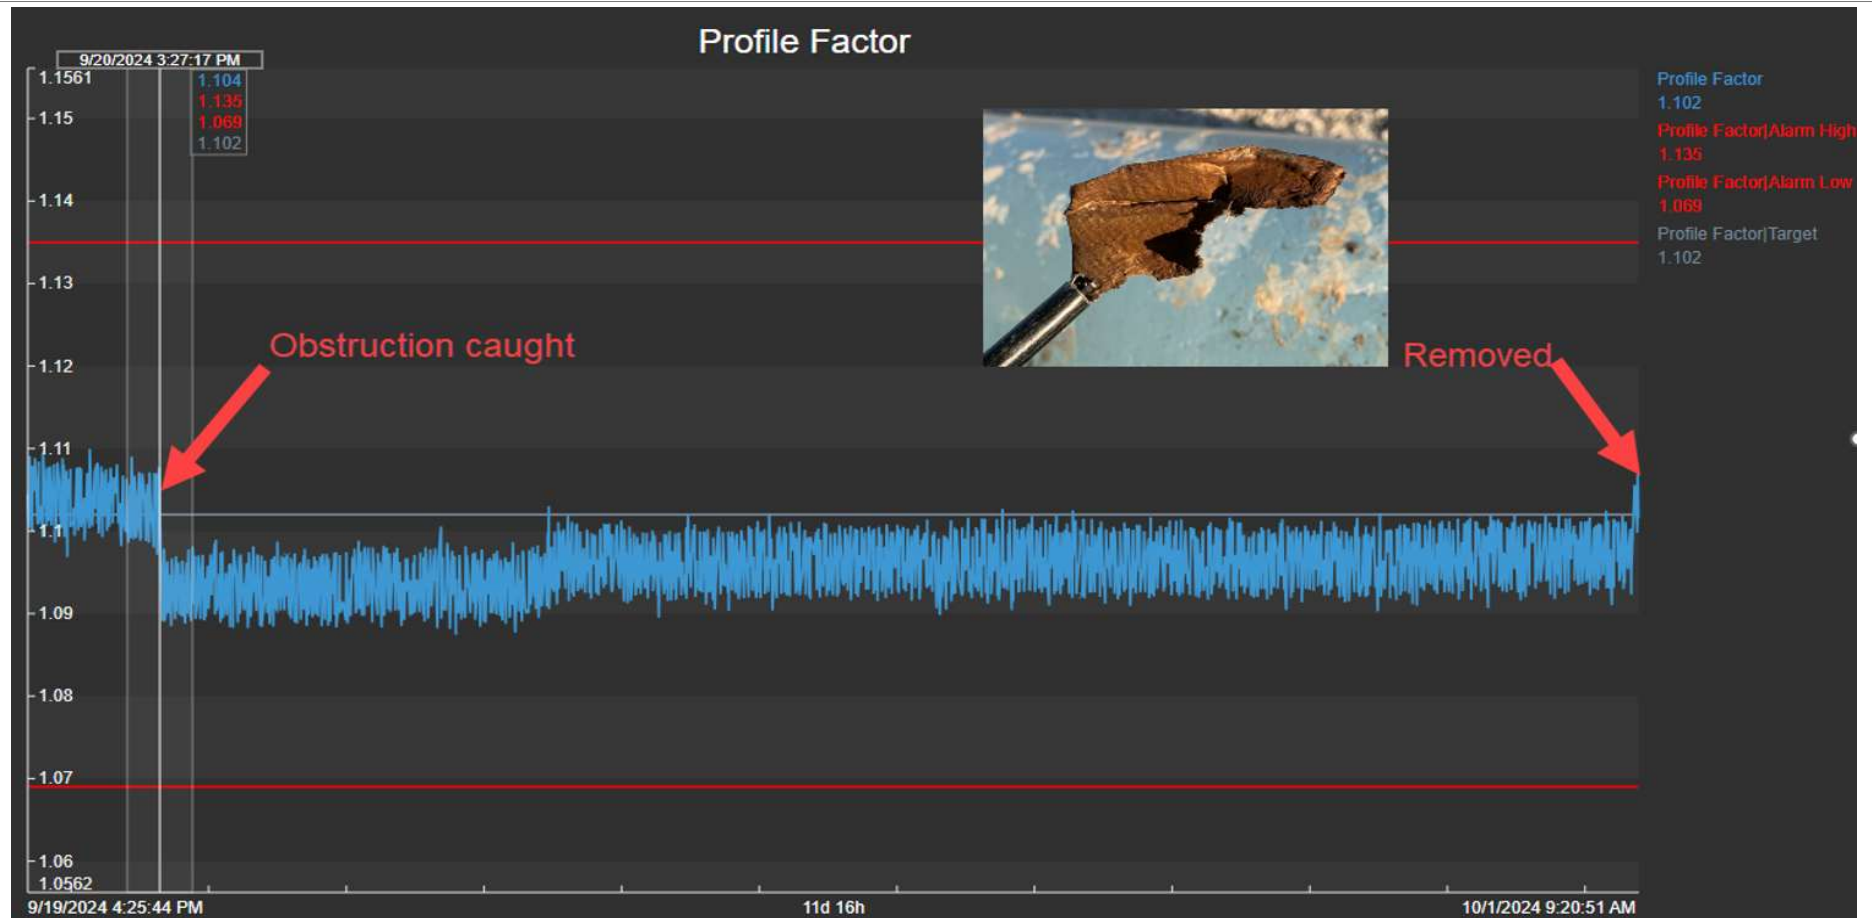 Profile Factor
9/20/2024 3:27:17 PM
1.104
1.135
1.069
1.102
1.1561
1.15
1.14
1.13
1.12
1.11
1.1
1.09
1.08
1.07
1.06
1.0562
Obstruction caught
Removed
Profile Factor
1.102
Profile Factor|Alarm High
1.135
Profile Factor|Alarm Low
1.069
Profile Factor|Target
1.102
9/19/2024 4:25:44 PM
11d 16h
10/1/2024 9:20:51 AM